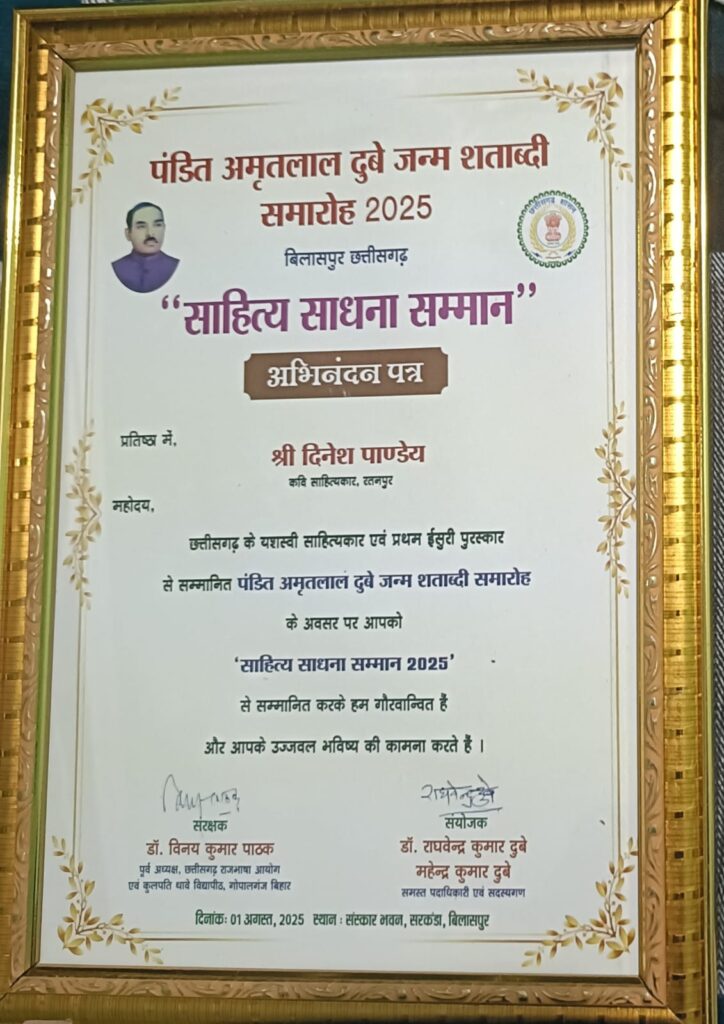 पंडित अमृतलाल दुबे जन्म शताब्दी
समारोह 2025
छत्तीसगढ़ शासन
बिलासपुर छत्तीसगढ़
“साहित्य साधना सम्मान”
अभिनंदन पत्र
प्रतिष्ठा में,
श्री दिनेश पाण्डेय
कवि साहित्यकार, रतनपुर
महोदय,
छत्तीसगढ़ के यशस्वी साहित्यकार एवं प्रथम ईसुरी पुरस्कार
से सम्मानित पंडित अमृतलाल दुबे जन्म शताब्दी समारोह
के अवसर पर आपको
‘साहित्य साधना सम्मान 2025’
से सम्मानित करके हम गौरवान्वित हैं
और आपके उज्जवल भविष्य की कामना करते हैं ।
राघवेन्द्र दुबे
संरक्षक
संयोजक
डॉ. विनय कुमार पाठक
डॉ. राघवेन्द्र कुमार दुबे
पूर्व अध्यक्ष, छत्तीसगढ़ राजभाषा आयोग
महेन्द्र कुमार दुबे
एवं कुलपति थावे विद्यापीठ, गोपालगंज बिहार
समस्त पदाधिकारी एवं सदस्यगण
दिनांक: 01 अगस्त, 2025 स्थान : संस्कार भवन, सरकंडा, बिलासपुर